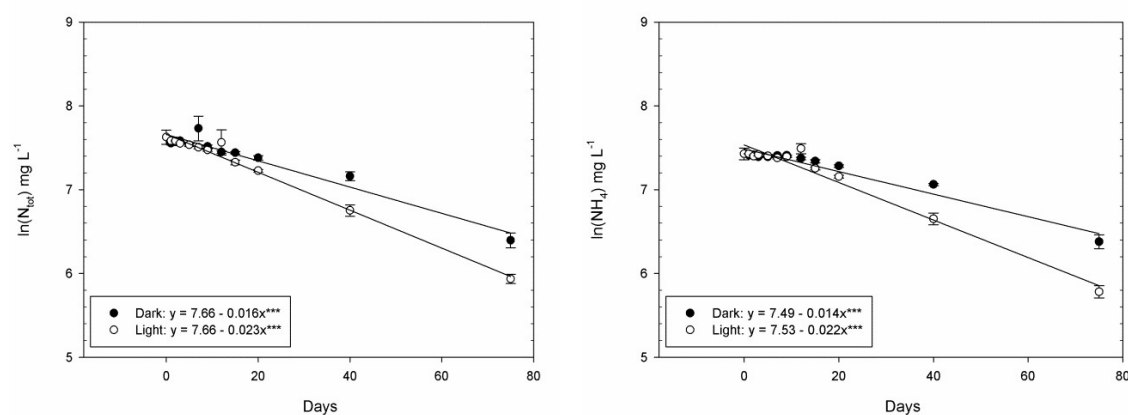 9
8
7
6
5
ln(N_tot) mg L^-1
Dark: y = 7.66 - 0.016x***
Light: y = 7.66 - 0.023x***
0 20 40 60 80
Days
9
8
7
6
5
ln(NH_4) mg L^-1
Dark: y = 7.49 - 0.014x***
Light: y = 7.53 - 0.022x***
0 20 40 60 80
Days